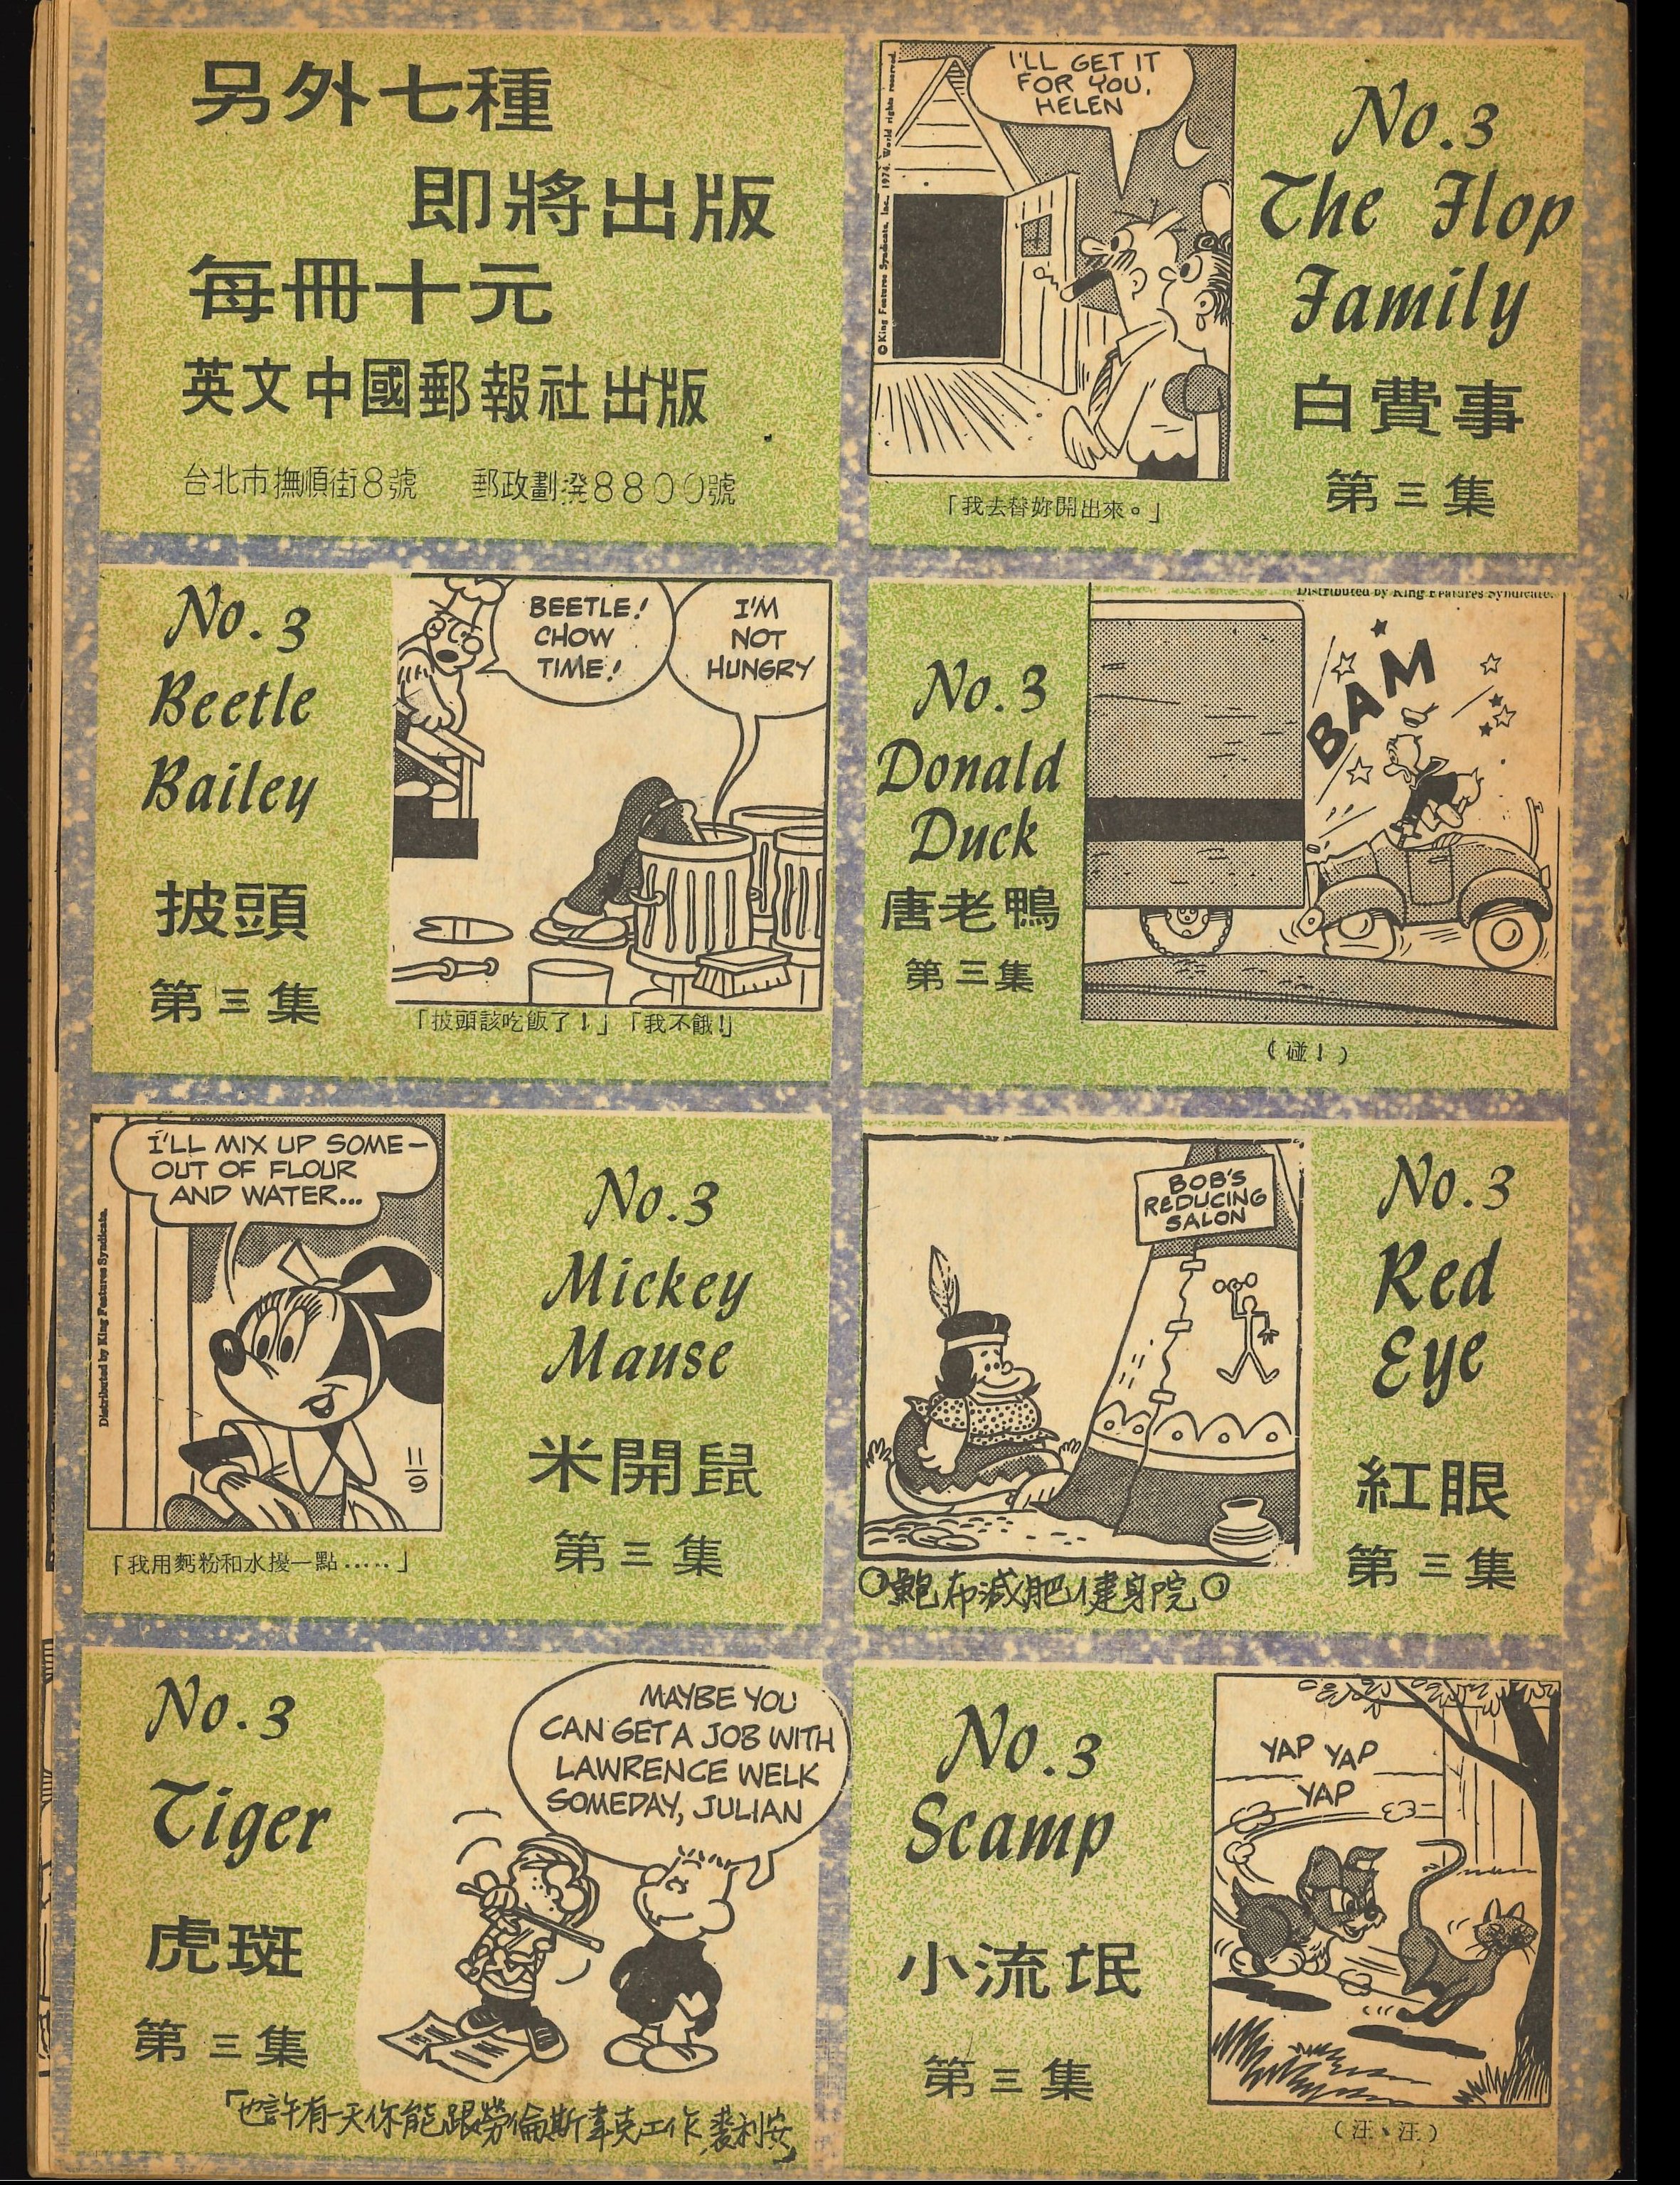 另外七種
即將出版
每冊十元
英文中國郵報社出版
台北市撫順街8號 郵政劃撥8800號
I'LL GET IT
FOR YOU,
HELEN
© King Features Syndicate, Inc., 1974. World rights reserved.
「我去替妳開出來。」
No.3
The Flop
Family
白費事
第三集
No.3
Beetle
Bailey
披頭
第三集
BEETLE!
CHOW
TIME!
I'M
NOT
HUNGRY
「披頭該吃飯了!」「我不餓!」
No.3
Donald
Duck
唐老鴨
第三集
Distributed by King Features Syndicate.
BAM
(碰!)
I'LL MIX UP SOME-
OUT OF FLOUR
AND WATER...
Distributed by King Features Syndicate.
11/9
「我用麪粉和水擾一點.....」
No.3
Mickey
Mause
米開鼠
第三集
BOB'S
REDUCING
SALON
鮑布減肥健身院
No.3
Red
Eye
紅眼
第三集
No.3
Tiger
虎斑
第三集
MAYBE YOU
CAN GET A JOB WITH
LAWRENCE WELK
SOMEDAY, JULIAN
「也許有一天你能跟勞倫斯韋克工作,裘利安」
No.3
Scamp
小流氓
第三集
YAP YAP
YAP
(汪、汪)